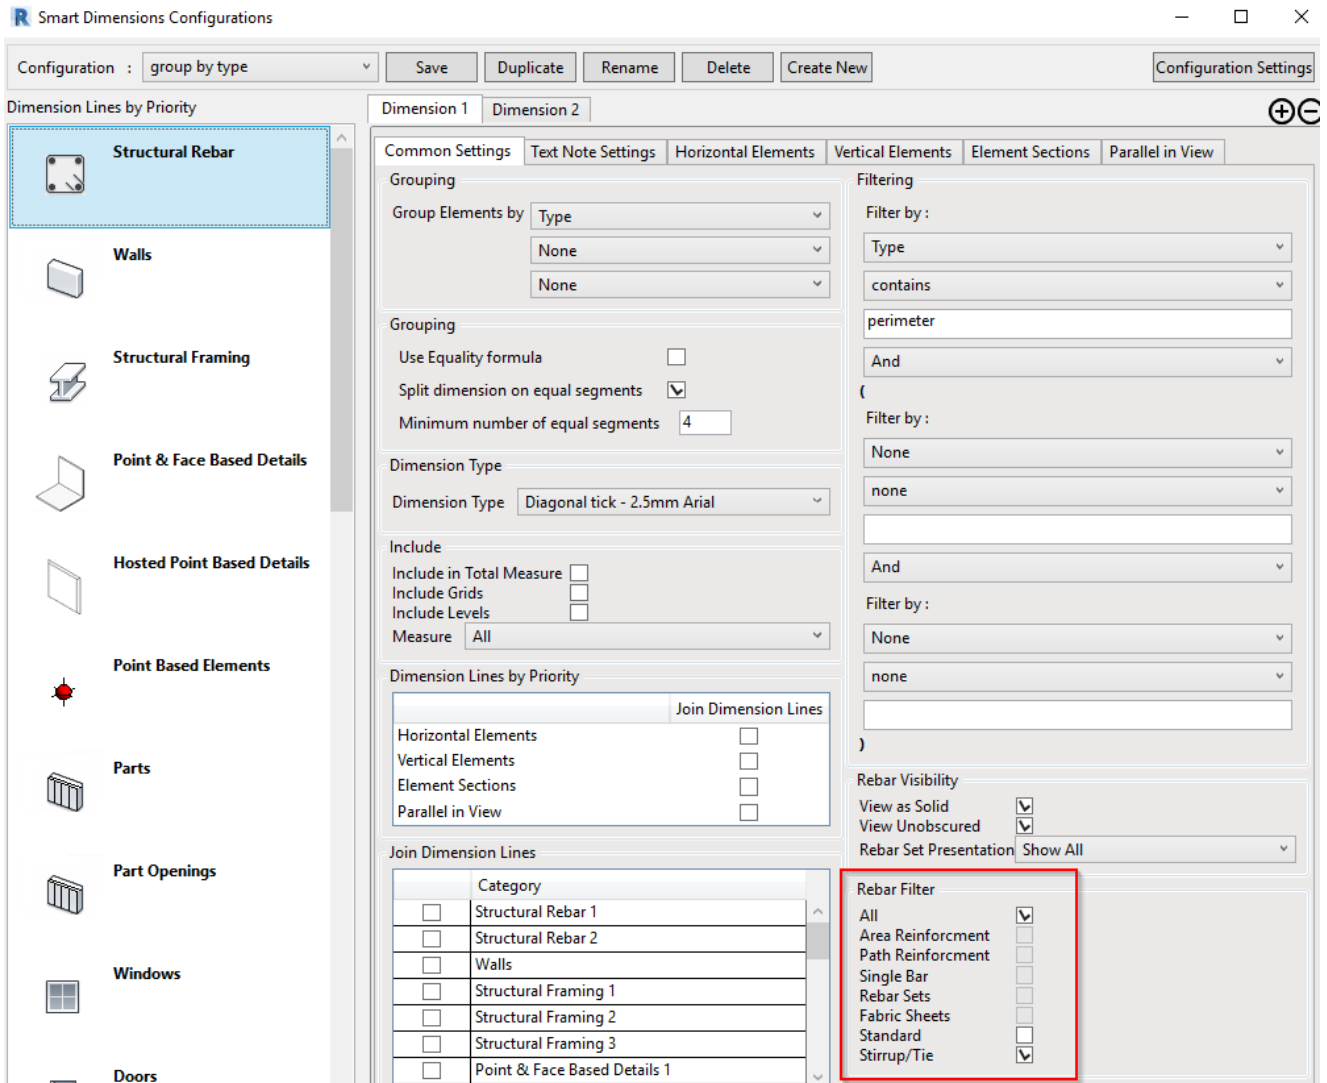 R Smart Dimensions Configurations
Configuration : group by type Save Duplicate Rename Delete Create New Configuration Settings
Dimension Lines by Priority
Structural Rebar
Walls
Structural Framing
Point & Face Based Details
Hosted Point Based Details
Point Based Elements
Parts
Part Openings
Windows
Doors
Dimension 1 Dimension 2
Common Settings Text Note Settings Horizontal Elements Vertical Elements Element Sections Parallel in View
Grouping
Group Elements by Type
None
None
Grouping
Use Equality formula
Split dimension on equal segments
Minimum number of equal segments 4
Dimension Type
Dimension Type Diagonal tick - 2.5mm Arial
Include
Include in Total Measure
Include Grids
Include Levels
Measure All
Dimension Lines by Priority
Join Dimension Lines
Horizontal Elements
Vertical Elements
Element Sections
Parallel in View
Join Dimension Lines
Category
Structural Rebar 1
Structural Rebar 2
Walls
Structural Framing 1
Structural Framing 2
Structural Framing 3
Point & Face Based Details 1
Filtering
Filter by :
Type
contains
perimeter
And
(
Filter by :
None
none
And
Filter by :
None
none
)
Rebar Visibility
View as Solid
View Unobscured
Rebar Set Presentation Show All
Rebar Filter
All
Area Reinforcment
Path Reinforcment
Single Bar
Rebar Sets
Fabric Sheets
Standard
Stirrup/Tie